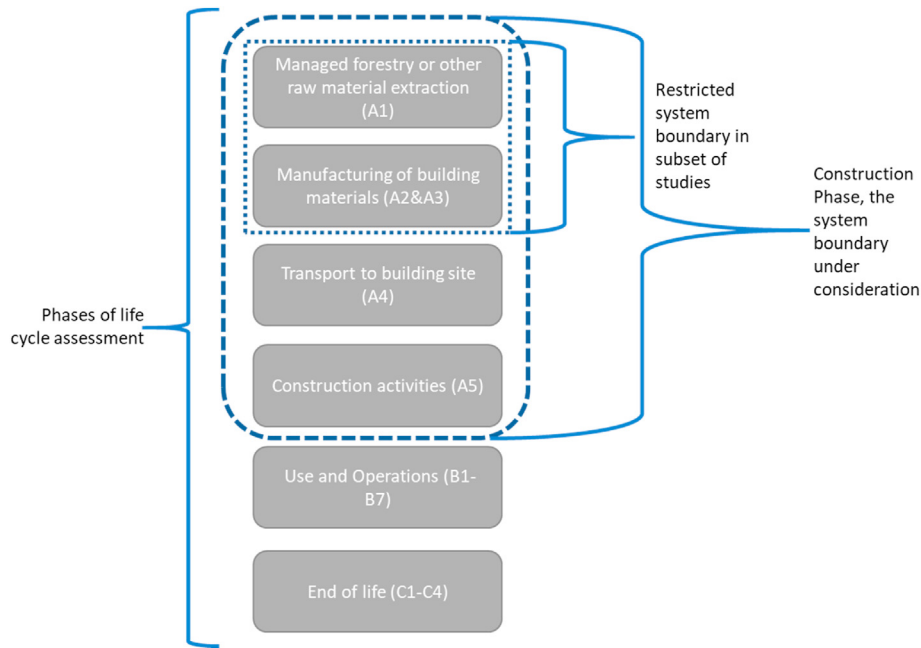 Managed forestry or other
raw material extraction
(A1)
Manufacturing of building
materials (A2&A3)
Transport to building site
(A4)
Construction activities (A5)
Use and Operations (B1-
B7)
End of life (C1-C4)
Phases of life
cycle assessment
Restricted
system
boundary in
subset of
studies
Construction
Phase, the
system
boundary
under
consideration